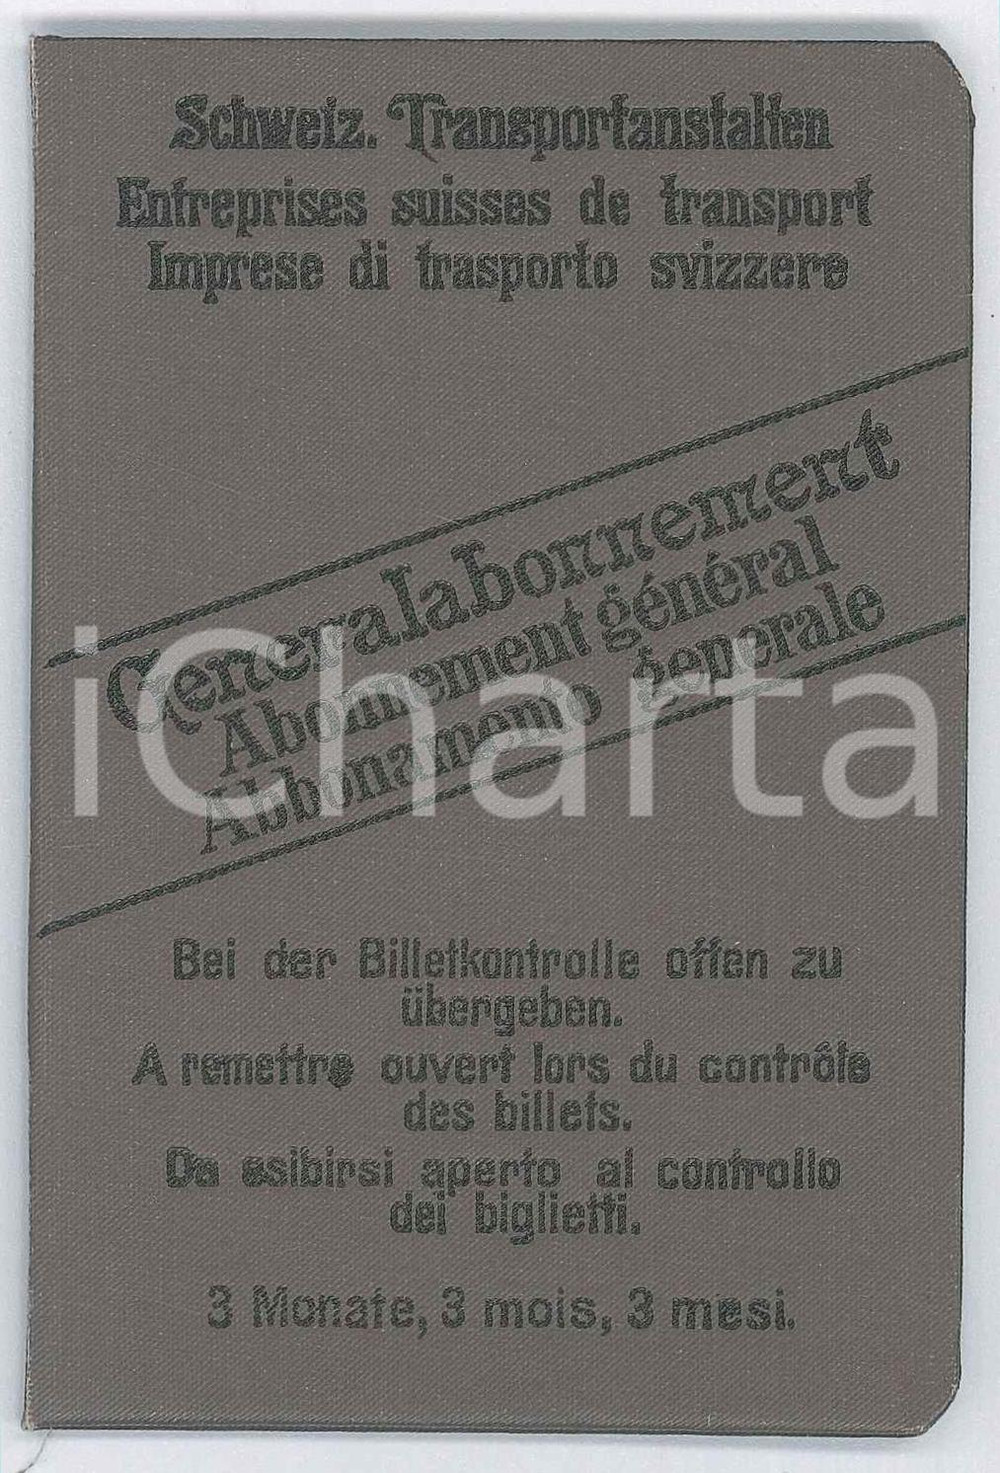 Schweiz. Transportanstalten
Entreprises suisses de transport
Imprese di trasporto svizzere
Generalabonnement
Abonnement général
Abbonamento generale
iCharta
Bei der Billetkontrolle offen zu
übergeben.
A remettre ouvert lors du contrôle
des billets.
Da esibirsi aperto al controllo
dei biglietti.
3 Monate, 3 mois, 3 mesi.